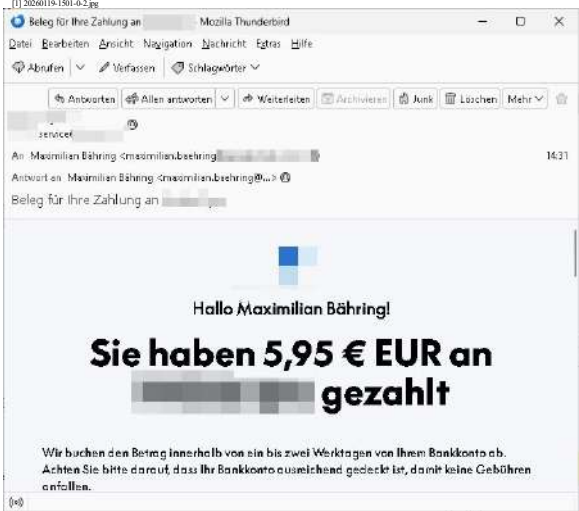 [1] 20260119-1501-0-2.jpg
Beleg für Ihre Zahlung an - Mozilla Thunderbird
Datei Bearbeiten Ansicht Navigation Nachricht Extras Hilfe
Abrufen Verfassen Schlagwörter
Antworten Allen antworten Weiterleiten Archivieren Junk Löschen Mehr
service
An Maximilian Bähring <maximilian.baehring 14:31
Antwort an Maximilian Bähring <maximilian.baehring@...>
Beleg für Ihre Zahlung an
Hallo Maximilian Bähring!
Sie haben 5,95 € EUR an
gezahlt
Wir buchen den Betrag innerhalb von ein bis zwei Werktagen von Ihrem Bankkonto ab.
Achten Sie bitte darauf, dass Ihr Bankkonto ausreichend gedeckt ist, damit keine Gebühren
anfallen.